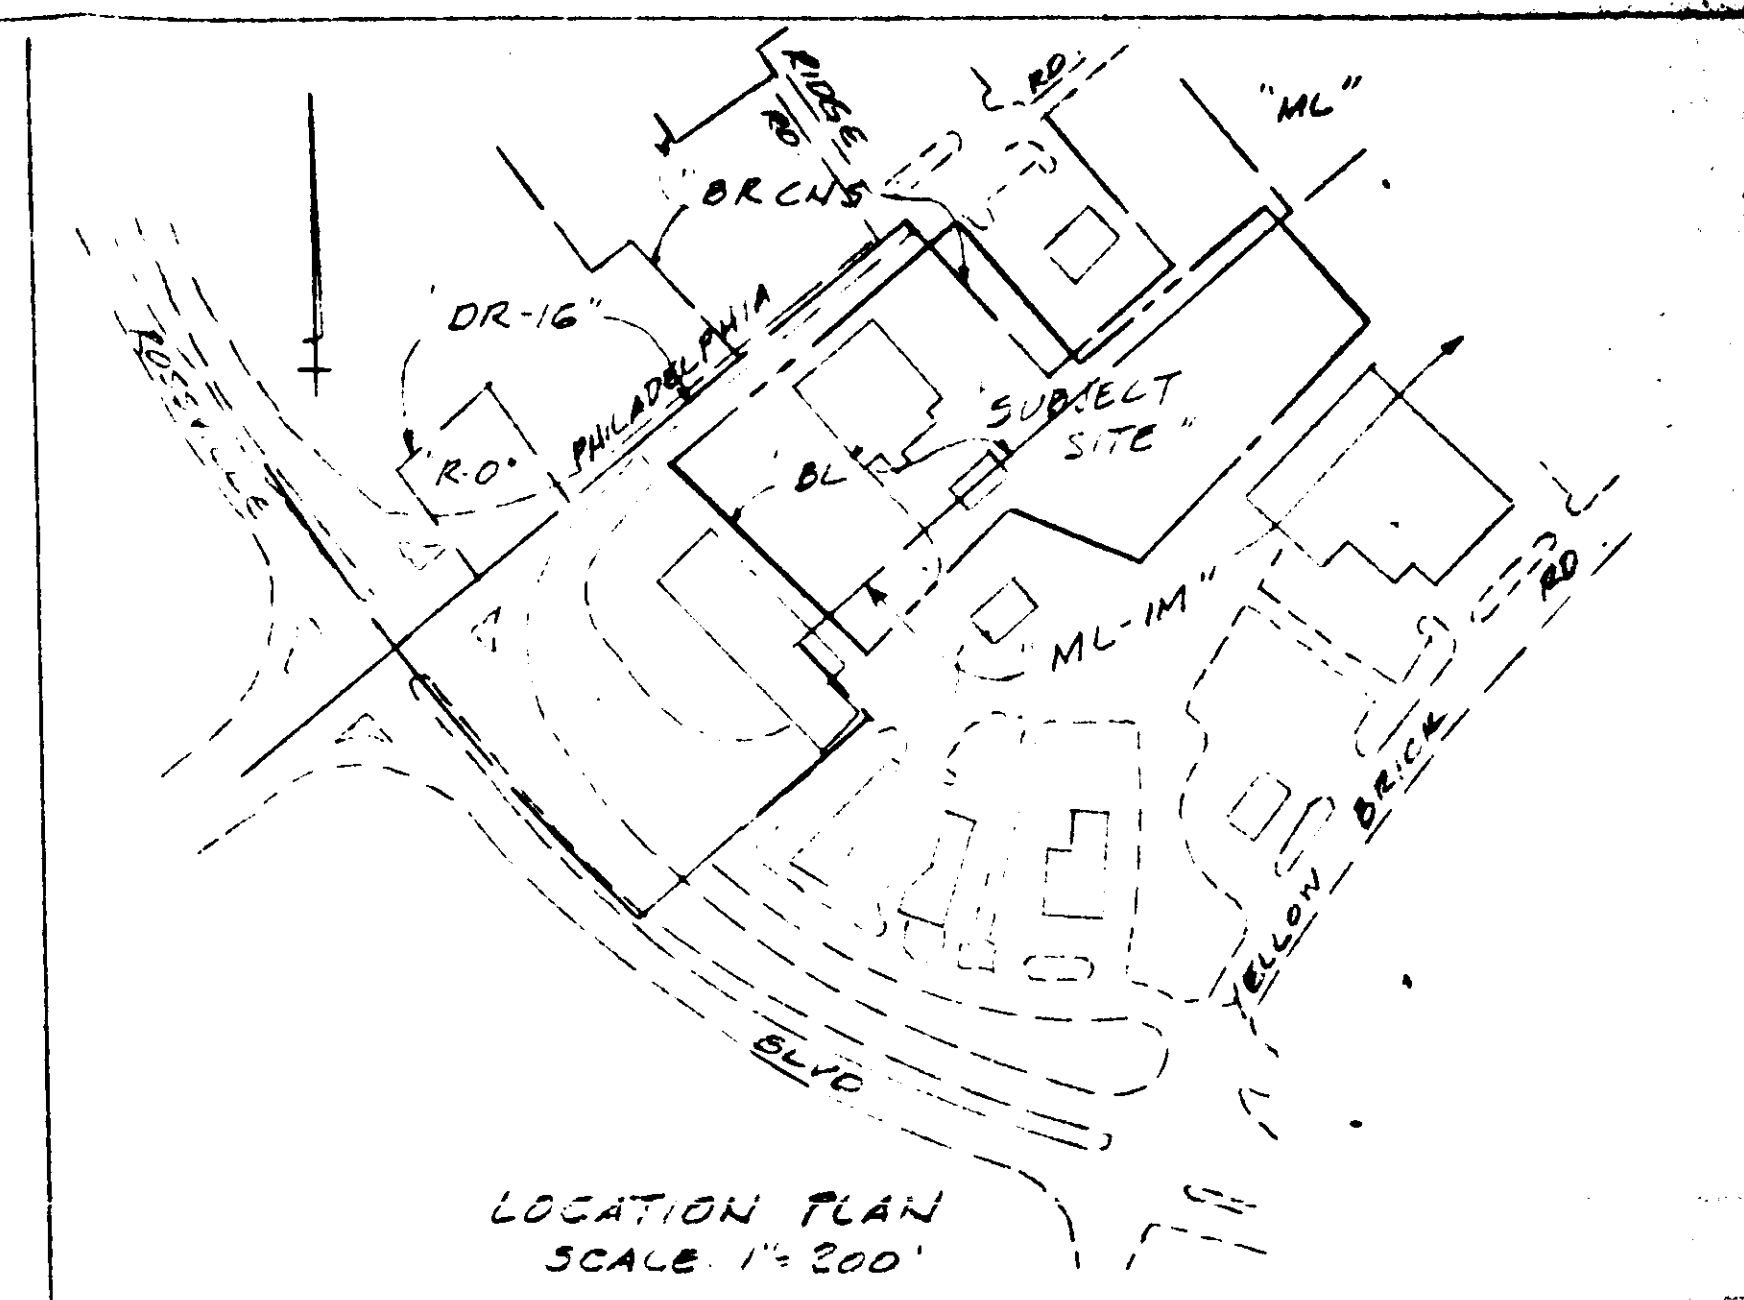 RIDGE
RD
RD.
"ML"
"BRCNS
'DR-16"
PHILADELPHIA
ROSSVILLE
"R-O"
'SUBJECT
SITE"
'BL
ML-IM"
RD.
YELLOW BRICK
BLVD
LOCATION PLAN
SCALE 1"= 200'